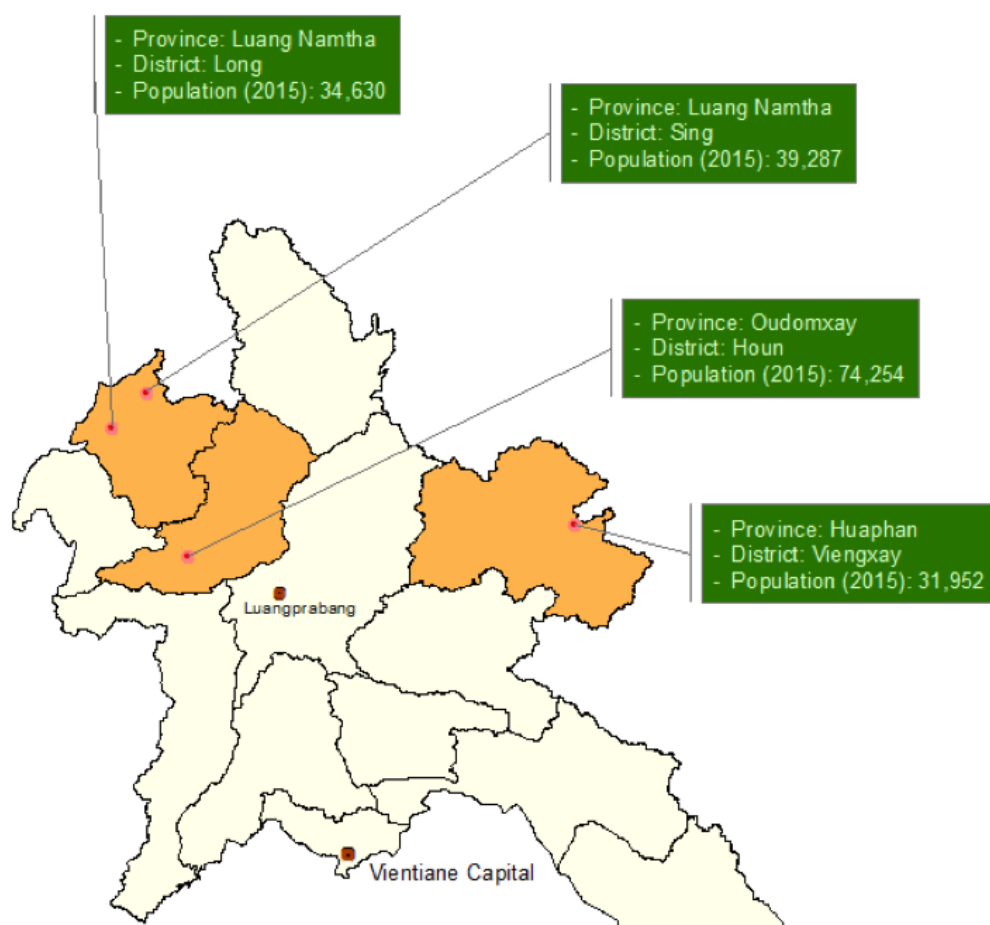 - Province: Luang Namtha
- District: Long
- Population (2015): 34,630
- Province: Luang Namtha
- District: Sing
- Population (2015): 39,287
- Province: Oudomxay
- District: Houn
- Population (2015): 74,254
- Province: Huaphan
- District: Viengxay
- Population (2015): 31,952
Luangprabang
Vientiane Capital